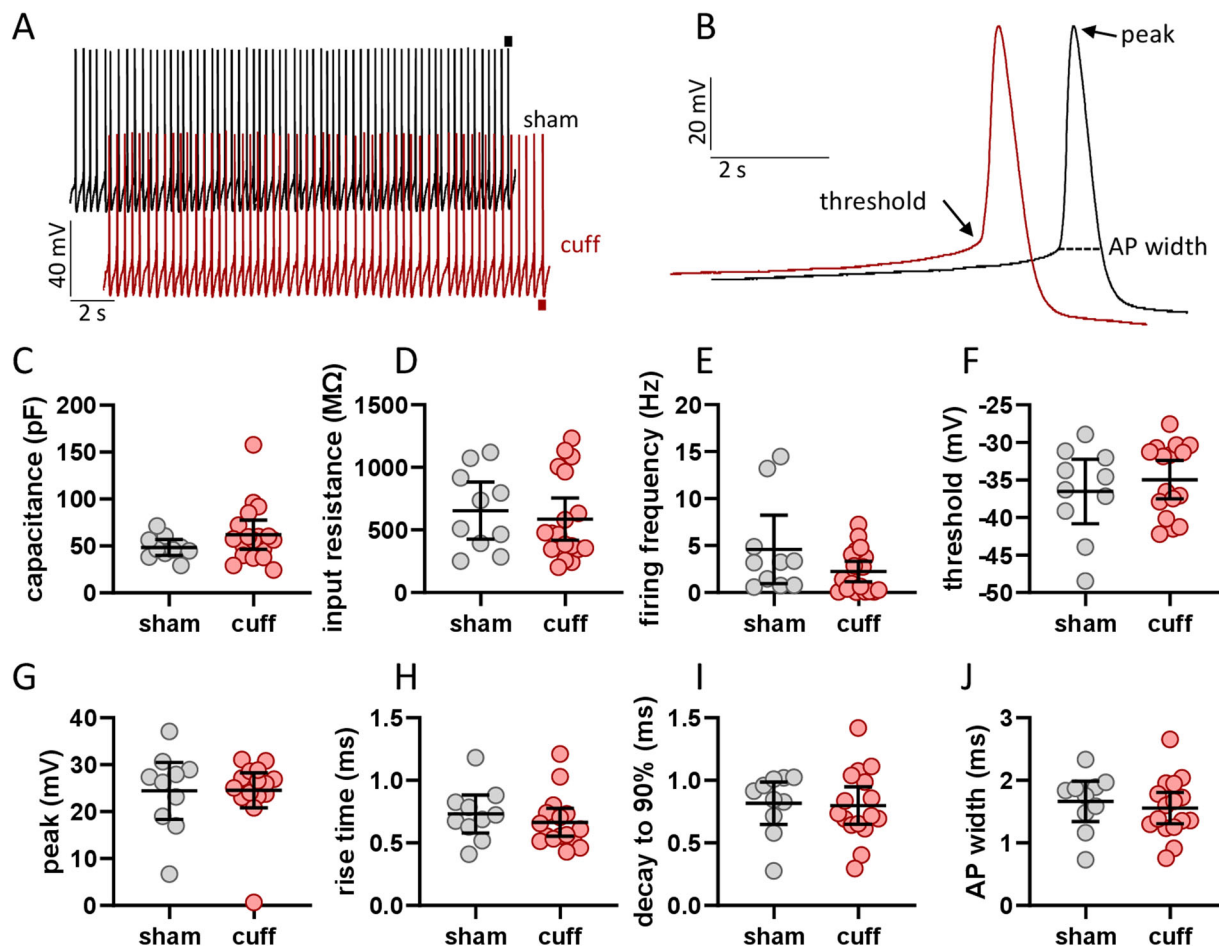 A
sham
cuff
40 mV
2 s
B
peak
20 mV
2 s
threshold
AP width
C
capacitance (pF)
200
150
100
50
0
sham cuff
D
input resistance (MΩ)
1500
1000
500
0
sham cuff
E
firing frequency (Hz)
20
15
10
5
0
sham cuff
F
threshold (mV)
-25
-30
-35
-40
-45
-50
sham cuff
G
peak (mV)
40
30
20
10
0
sham cuff
H
rise time (ms)
1.5
1.0
0.5
0.0
sham cuff
I
decay to 90% (ms)
1.5
1.0
0.5
0.0
sham cuff
J
AP width (ms)
3
2
1
0
sham cuff